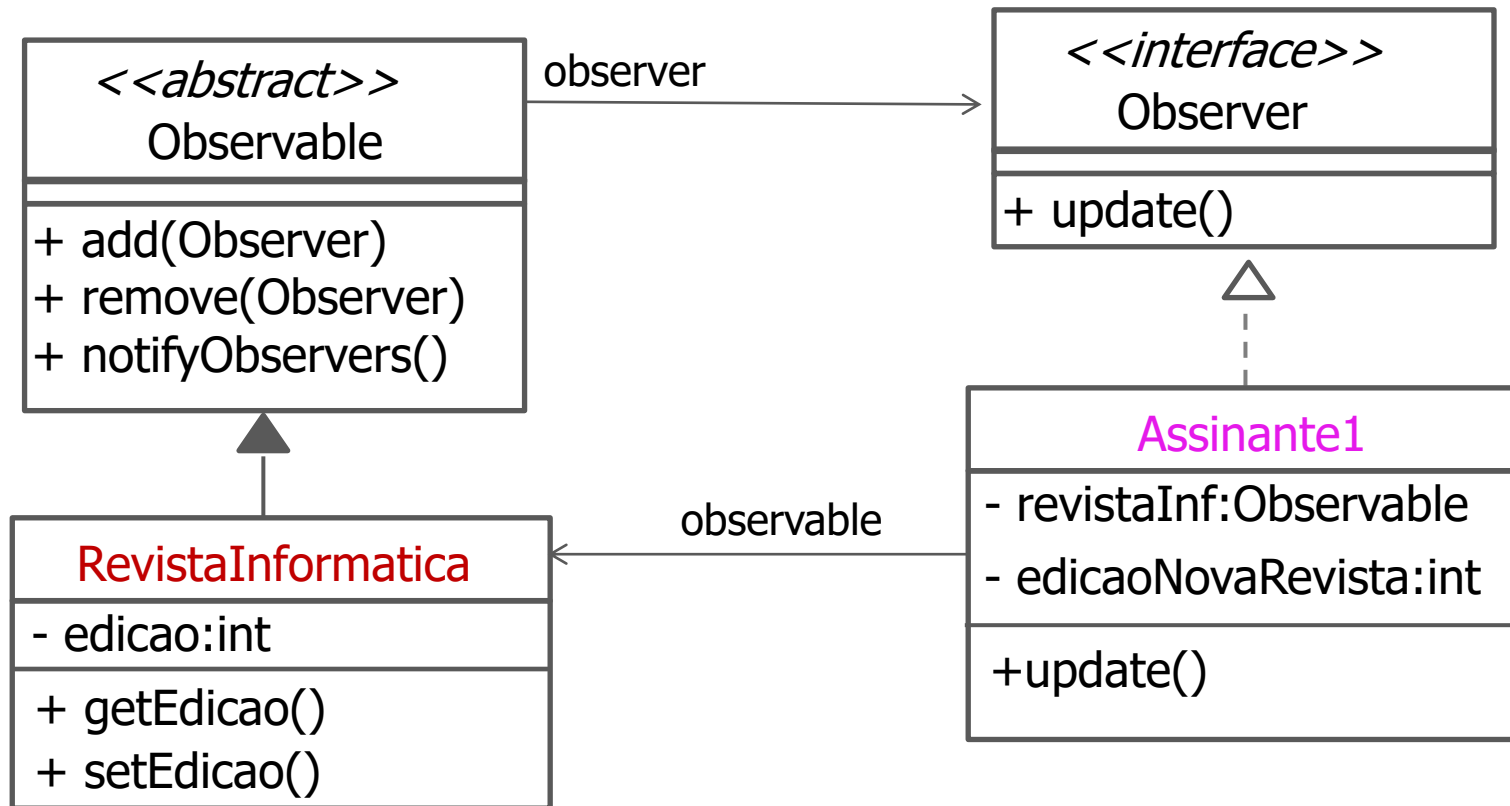 <<abstract>>
Observable
+ add(Observer)
+ remove(Observer)
+ notifyObservers()
observer
<<interface>>
Observer
+ update()
RevistaInformatica
- edicao:int
+ getEdicao()
+ setEdicao()
observable
Assinante1
- revistaInf:Observable
- edicaoNovaRevista:int
+update()